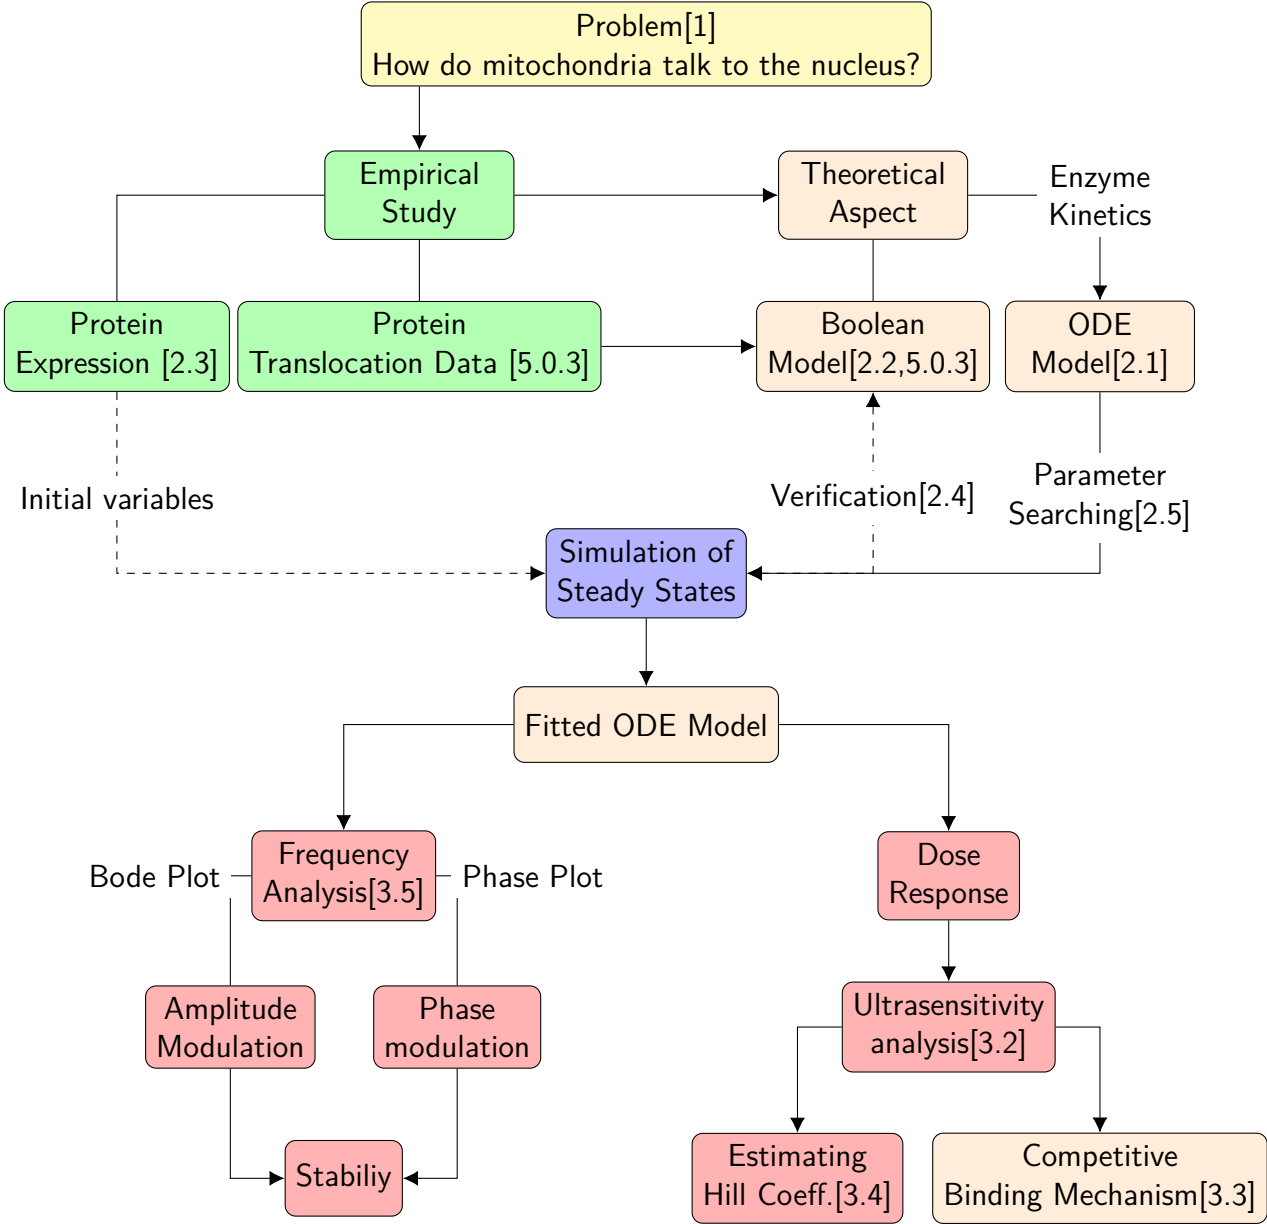 Problem[1]
How do mitochondria talk to the nucleus?
Empirical
Study
Theoretical
Aspect
Enzyme
Kinetics
Protein
Expression [2.3]
Protein
Translocation Data [5.0.3]
Boolean
Model[2.2,5.0.3]
ODE
Model[2.1]
Initial variables
Verification[2.4]
Parameter
Searching[2.5]
Simulation of
Steady States
Fitted ODE Model
Bode Plot
Frequency
Analysis[3.5]
Phase Plot
Dose
Response
Amplitude
Modulation
Phase
modulation
Ultrasensitivity
analysis[3.2]
Stabiliy
Estimating
Hill Coeff.[3.4]
Competitive
Binding Mechanism[3.3]